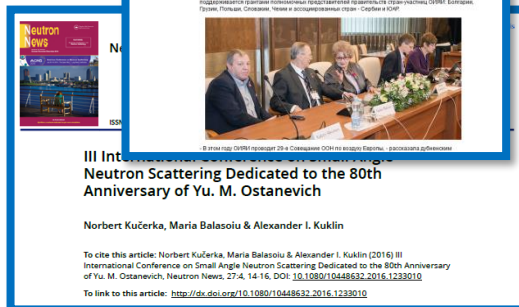 поддерживается грантами полномочных представителей правительств стран-участниц ОИЯИ: Болгарии,
Грузии, Польши, Словакии, Чехии и ассоциированных стран - Сербии и ЮАР.
Neutron
News
ISSN
- В этом году ОИЯИ проводит 29-е Совещание ООН по воздуху Европы, - рассказала дубненским
III International Conference on Small Angle
Neutron Scattering Dedicated to the 80th
Anniversary of Yu. M. Ostanevich
Norbert Kučerka, Maria Balasoiu & Alexander I. Kuklin
To cite this article: Norbert Kučerka, Maria Balasoiu & Alexander I. Kuklin (2016) III
International Conference on Small Angle Neutron Scattering Dedicated to the 80th Anniversary
of Yu. M. Ostanevich, Neutron News, 27:4, 14-16, DOI: 10.1080/10448632.2016.1233010
To link to this article: http://dx.doi.org/10.1080/10448632.2016.1233010